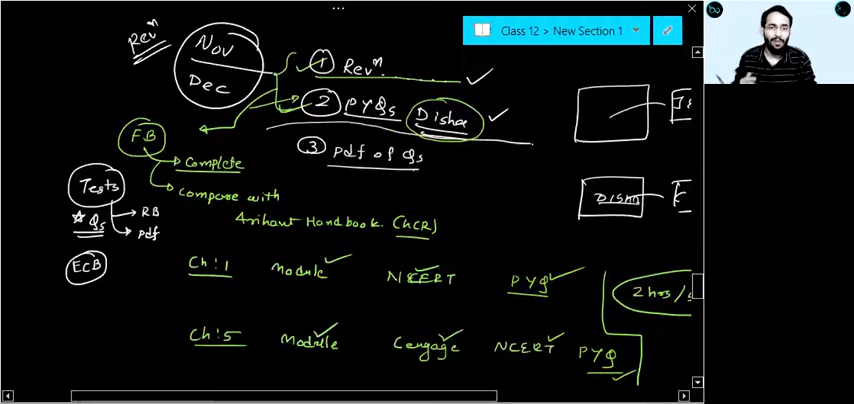 Class 12 > New Section 1
Revⁿ
Nov
Dec
1 Revⁿ.
2 PYQs Disha
3 pdf of Qs
FB
Complete
Compare with
Arihant Handbook. (hCR)
Tests
Qs
RB
pdf
ECB
DISHA
Ch:1 Module NCERT PYQ
2 hrs/
Ch:5 Module Cengage NCERT PYQ